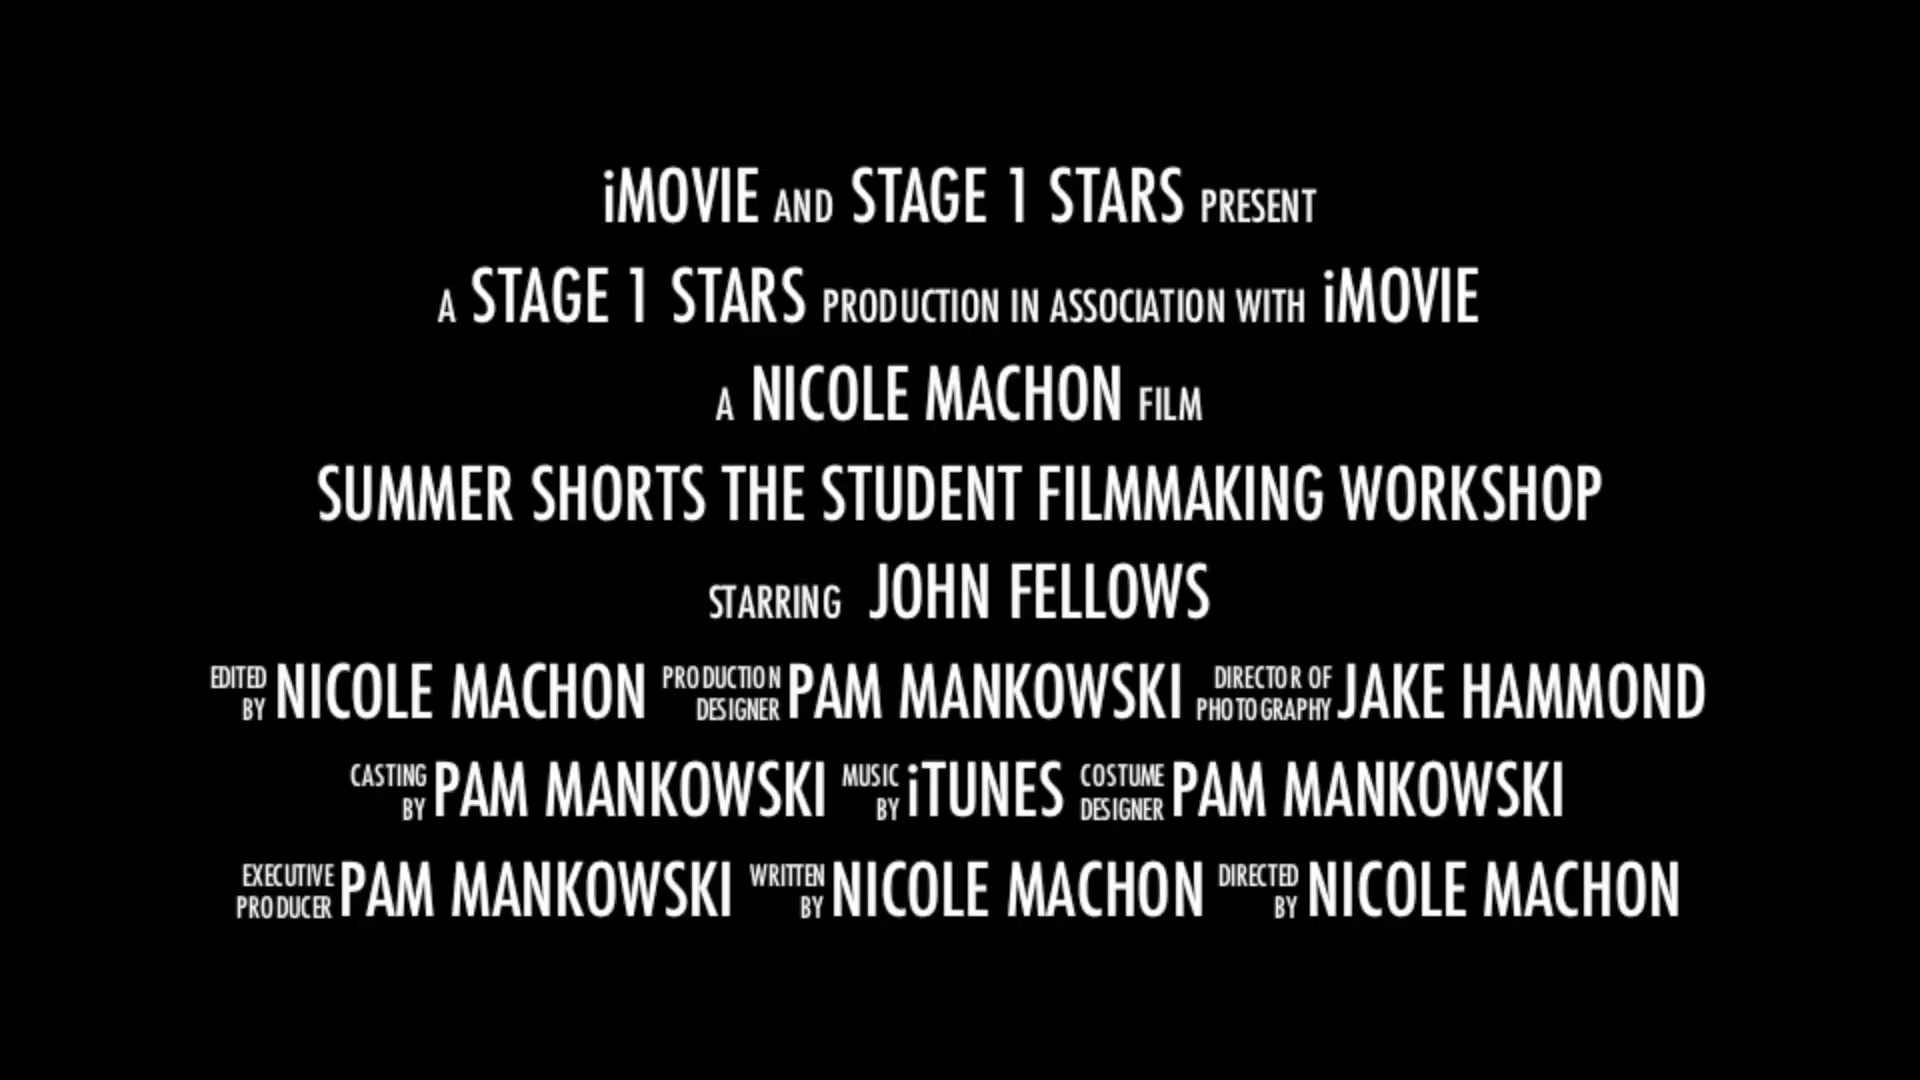 iMOVIE AND STAGE 1 STARS PRESENT
A STAGE 1 STARS PRODUCTION IN ASSOCIATION WITH iMOVIE
A NICOLE MACHON FILM
SUMMER SHORTS THE STUDENT FILMMAKING WORKSHOP
STARRING JOHN FELLOWS
EDITED BY NICOLE MACHON PRODUCTION DESIGNER PAM MANKOWSKI DIRECTOR OF PHOTOGRAPHY JAKE HAMMOND
CASTING BY PAM MANKOWSKI MUSIC BY iTUNES COSTUME DESIGNER PAM MANKOWSKI
EXECUTIVE PRODUCER PAM MANKOWSKI WRITTEN BY NICOLE MACHON DIRECTED BY NICOLE MACHON